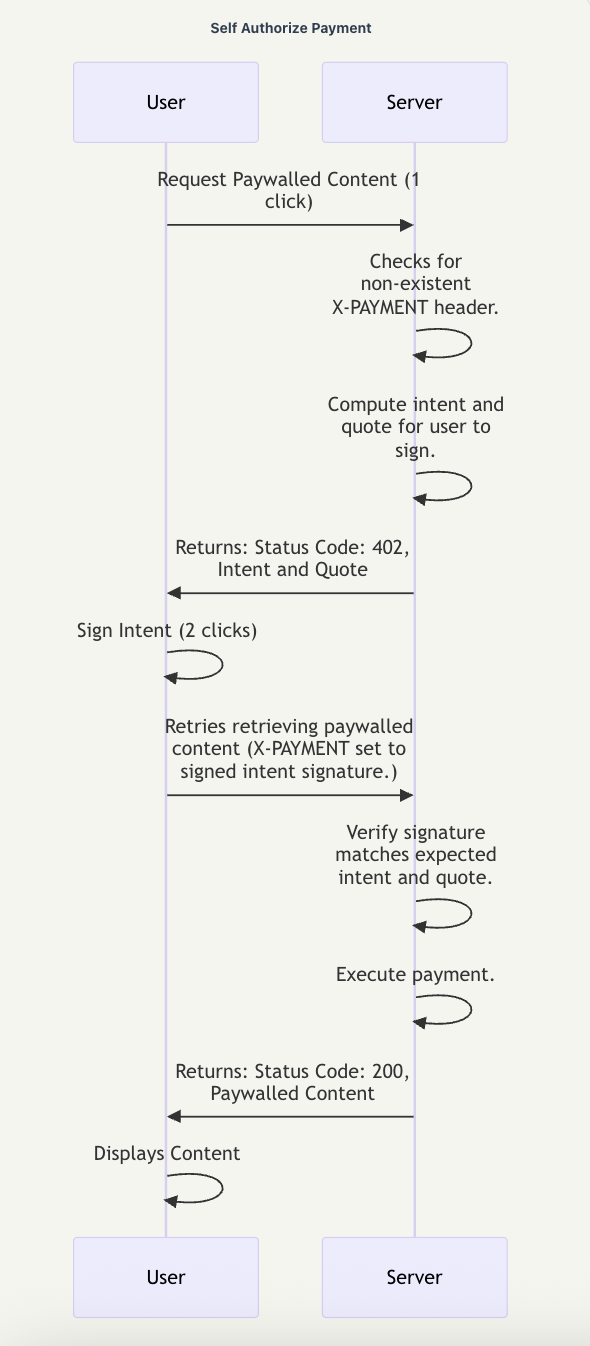 Self Authorize Payment
User
Server
Request Paywalled Content (1
click)
Checks for
non-existent
X-PAYMENT header.
Compute intent and
quote for user to
sign.
Returns: Status Code: 402,
Intent and Quote
Sign Intent (2 clicks)
Retries retrieving paywalled
content (X-PAYMENT set to
signed intent signature.)
Verify signature
matches expected
intent and quote.
Execute payment.
Returns: Status Code: 200,
Paywalled Content
Displays Content
User
Server